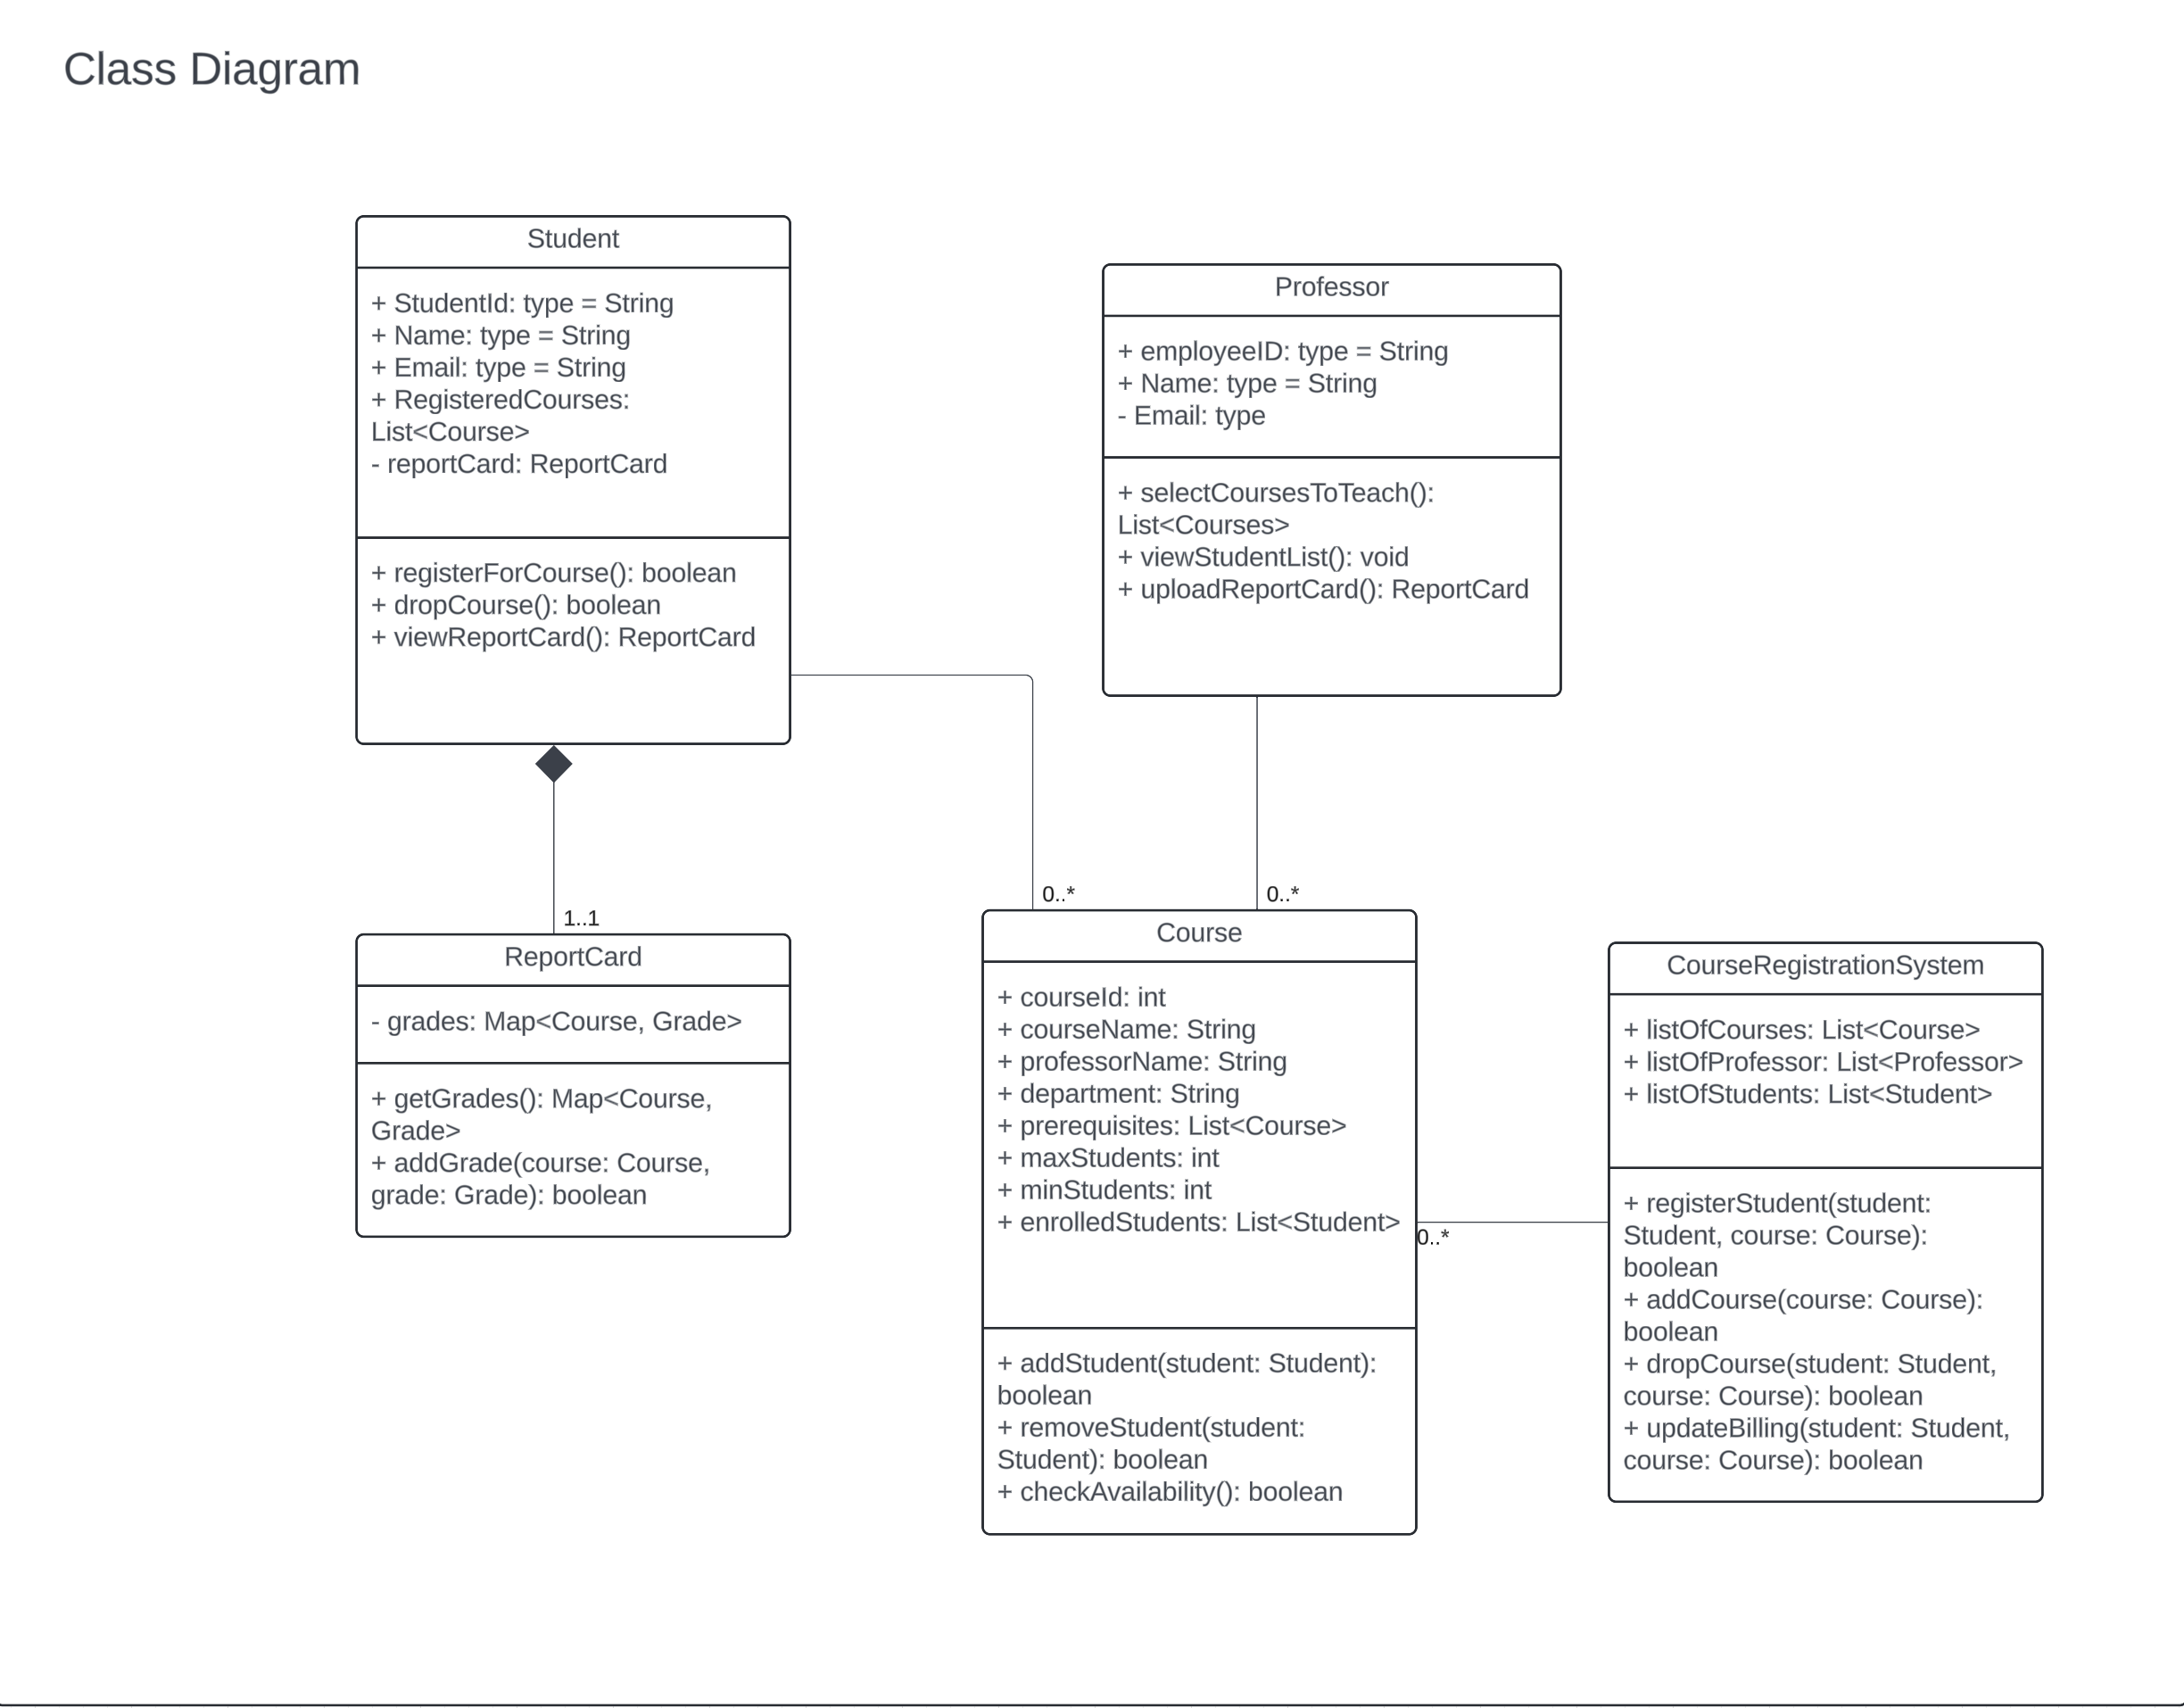 Class Diagram
Student
+ StudentId: type = String
+ Name: type = String
+ Email: type = String
+ RegisteredCourses:
List<Course>
- reportCard: ReportCard
+ registerForCourse(): boolean
+ dropCourse(): boolean
+ viewReportCard(): ReportCard
Professor
+ employeeID: type = String
+ Name: type = String
- Email: type
+ selectCoursesToTeach():
List<Courses>
+ viewStudentList(): void
+ uploadReportCard(): ReportCard
1..1
0..*
0..*
ReportCard
- grades: Map<Course, Grade>
+ getGrades(): Map<Course,
Grade>
+ addGrade(course: Course,
grade: Grade): boolean
Course
+ courseId: int
+ courseName: String
+ professorName: String
+ department: String
+ prerequisites: List<Course>
+ maxStudents: int
+ minStudents: int
+ enrolledStudents: List<Student>
+ addStudent(student: Student):
boolean
+ removeStudent(student:
Student): boolean
+ checkAvailability(): boolean
0..*
CourseRegistrationSystem
+ listOfCourses: List<Course>
+ listOfProfessor: List<Professor>
+ listOfStudents: List<Student>
+ registerStudent(student:
Student, course: Course):
boolean
+ addCourse(course: Course):
boolean
+ dropCourse(student: Student,
course: Course): boolean
+ updateBilling(student: Student,
course: Course): boolean